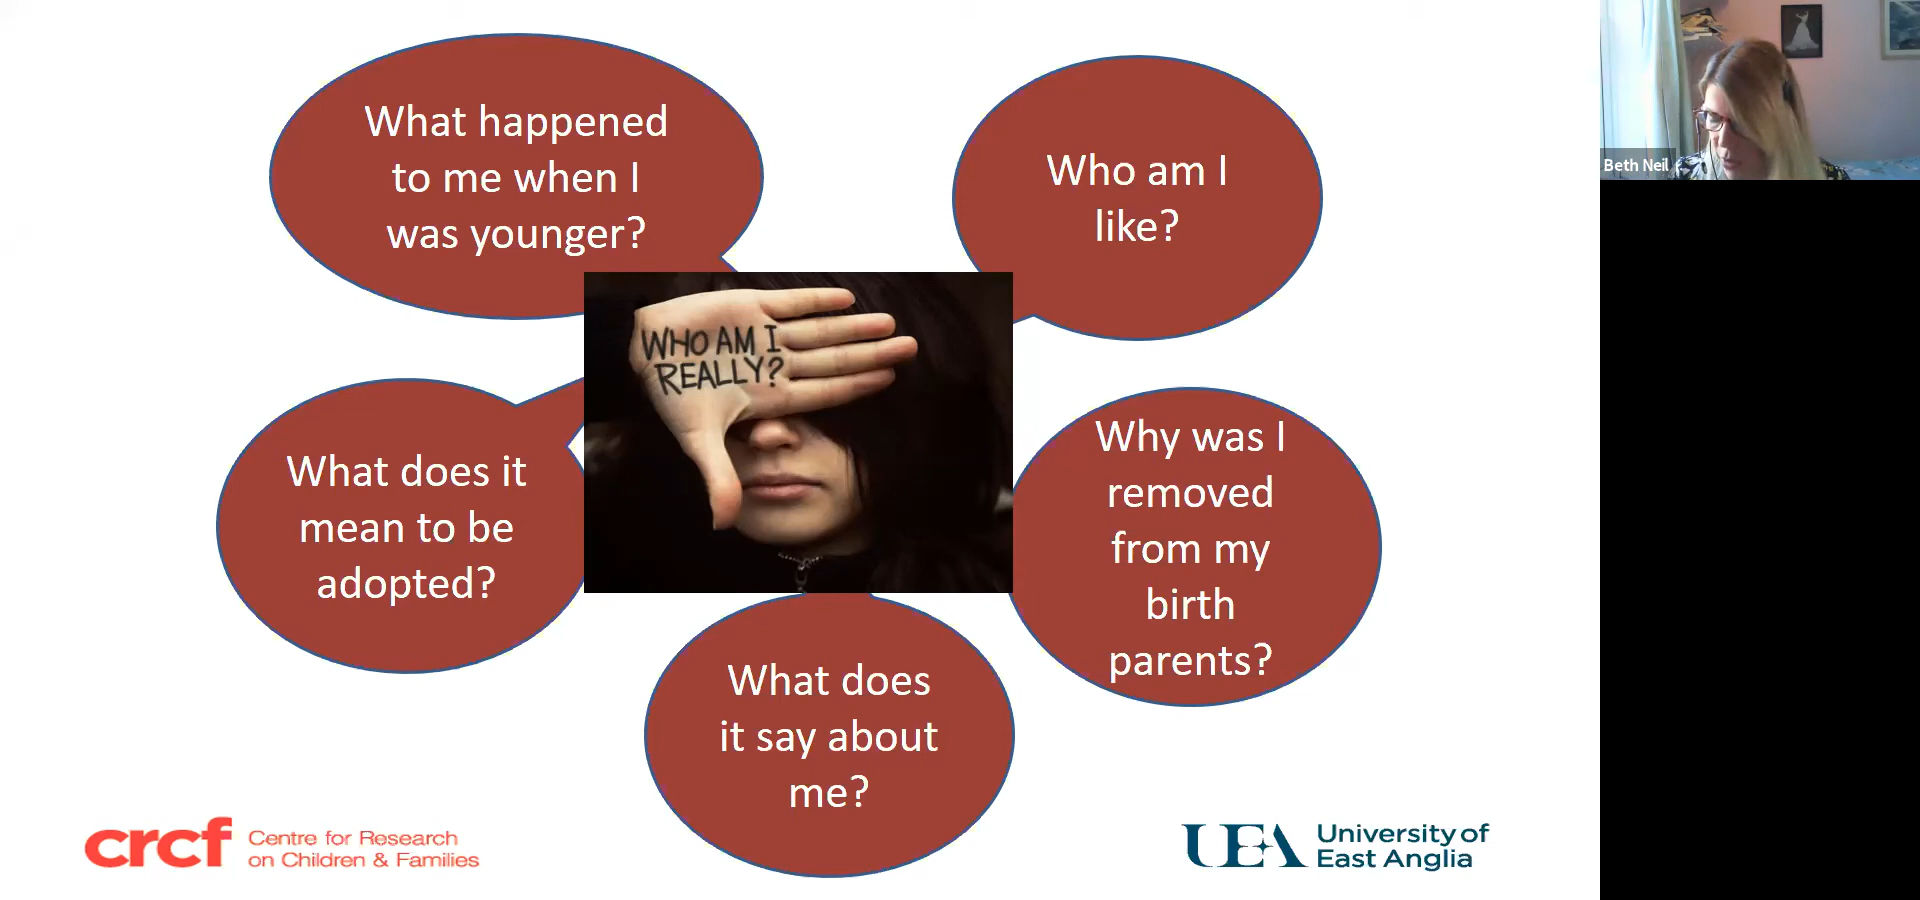 What happened
to me when I
was younger?
Who am I
like?
WHO AM I
REALLY?
What does it
mean to be
adopted?
Why was I
removed
from my
birth
parents?
What does
it say about
me?
crcf
Centre for Research
on Children & Families
UEA
University of
East Anglia
Beth Neil